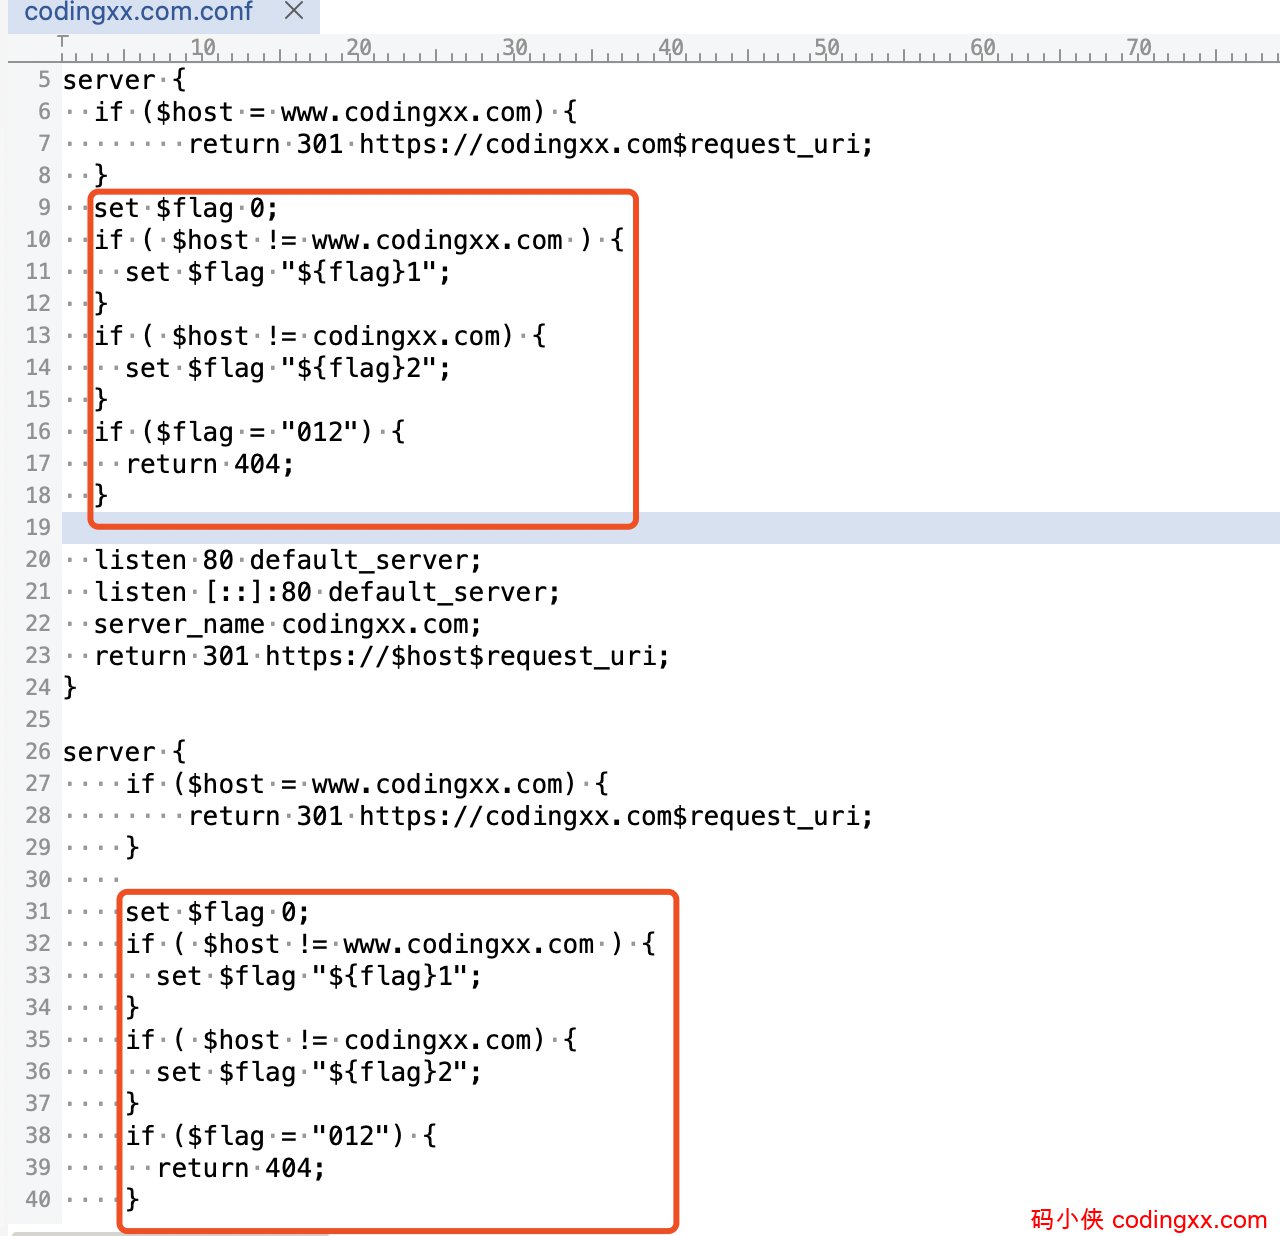 codingxx.com.conf
10 20 30 40 50 60 70
5 server {
6 if ($host = www.codingxx.com) {
7 return 301 https://codingxx.com$request_uri;
8 }
9 set $flag 0;
10 if ( $host != www.codingxx.com ) {
11 set $flag "${flag}1";
12 }
13 if ( $host != codingxx.com) {
14 set $flag "${flag}2";
15 }
16 if ($flag = "012") {
17 return 404;
18 }
19
20 listen 80 default_server;
21 listen [::]:80 default_server;
22 server_name codingxx.com;
23 return 301 https://$host$request_uri;
24 }
25
26 server {
27 if ($host = www.codingxx.com) {
28 return 301 https://codingxx.com$request_uri;
29 }
30
31 set $flag 0;
32 if ( $host != www.codingxx.com ) {
33 set $flag "${flag}1";
34 }
35 if ( $host != codingxx.com) {
36 set $flag "${flag}2";
37 }
38 if ($flag = "012") {
39 return 404;
40 }
码小侠 codingxx.com